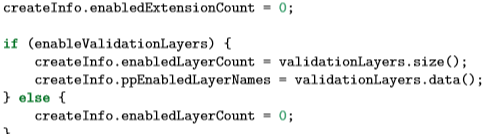 createInfo.enabledExtensionCount = 0;
if (enableValidationLayers) {
createInfo.enabledLayerCount = validationLayers.size();
createInfo.ppEnabledLayerNames = validationLayers.data();
} else {
createInfo.enabledLayerCount = 0;
}